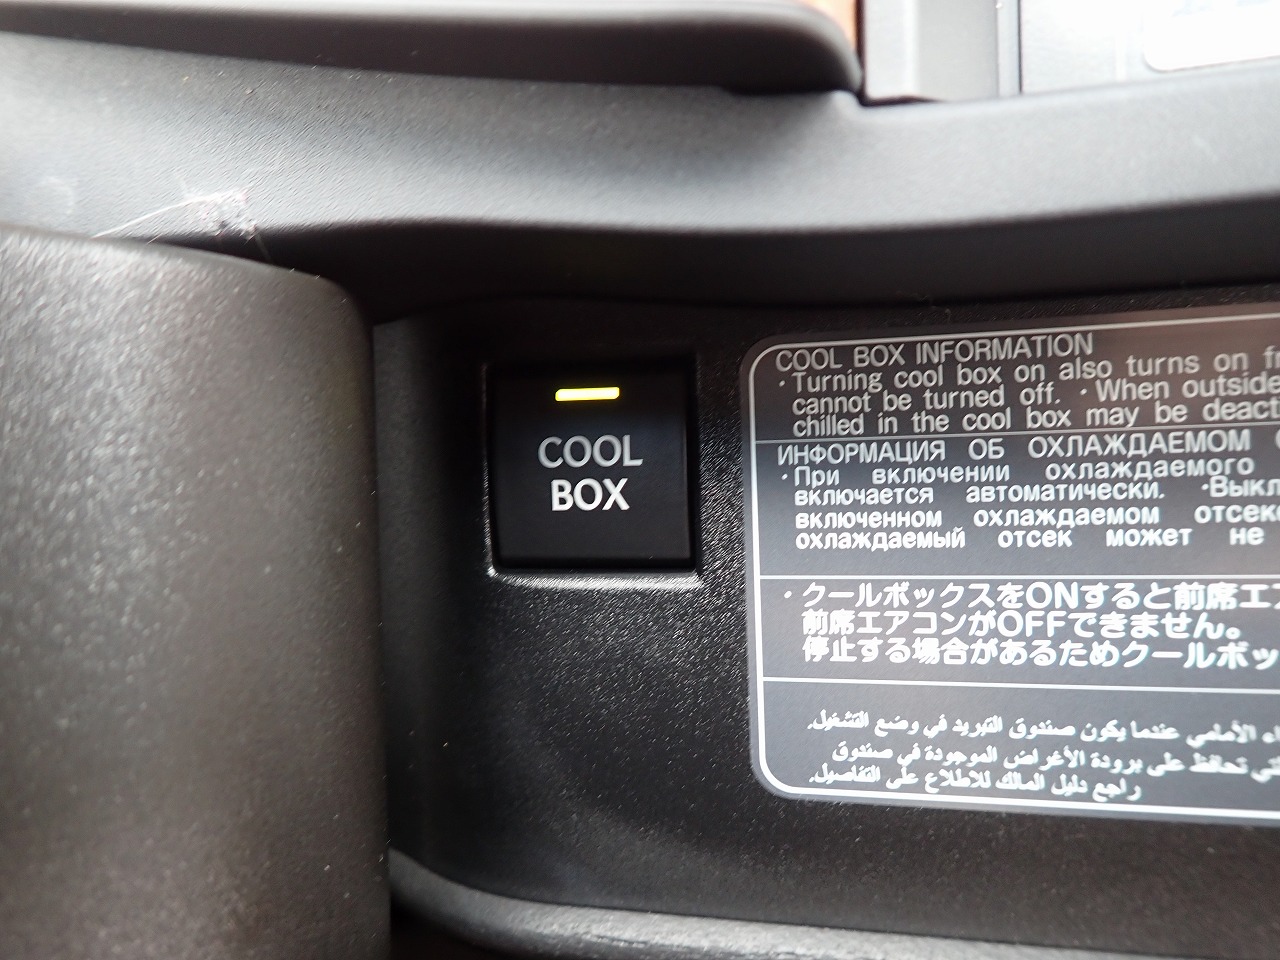 COOL
BOX
COOL BOX INFORMATION
・Turning cool box on also turns on
cannot be turned off. ・When outside
chilled in the cool box may be
ИНФОРМАЦИЯ ОБ ОХЛАЖДАЕМОМ
・При включении охлаждаемого
включается автоматически.
включенном охлаждаемом
охлаждаемый отсек может не
・クールボックスをONすると前席エ
前席エアコンがOFFできません。
停止する場合があるためクールボッ
الأمامي عندما يكون صندوق التبريد في وضع التشغيل.
تحافظ على برودة الأغراض الموجودة في صندوق
راجع دليل المالك للاطلاع على التفاصيل.